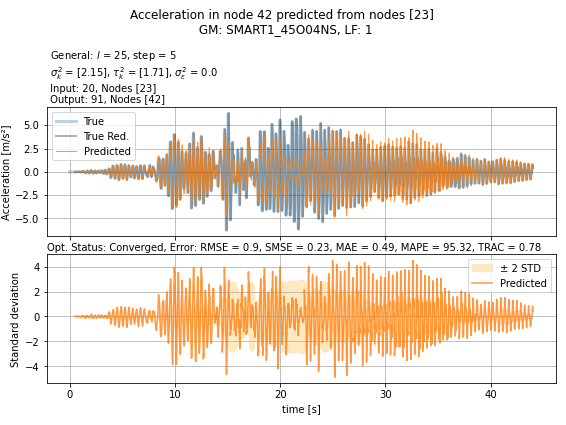 Acceleration in node 42 predicted from nodes [23]
GM: SMART1_45O04NS, LF: 1
General: l = 25, step = 5
σ²ₖ = [2.15], τ²ₖ = [1.71], σ²ε = 0.0
Input: 20, Nodes [23]
Output: 91, Nodes [42]
Acceleration [m/s²]
5.0
2.5
0.0
−2.5
−5.0
True
True Red.
Predicted
Opt. Status: Converged, Error: RMSE = 0.9, SMSE = 0.23, MAE = 0.49, MAPE = 95.32, TRAC = 0.78
Standard deviation
4
2
0
−2
−4
± 2 STD
Predicted
0 10 20 30 40
time [s]